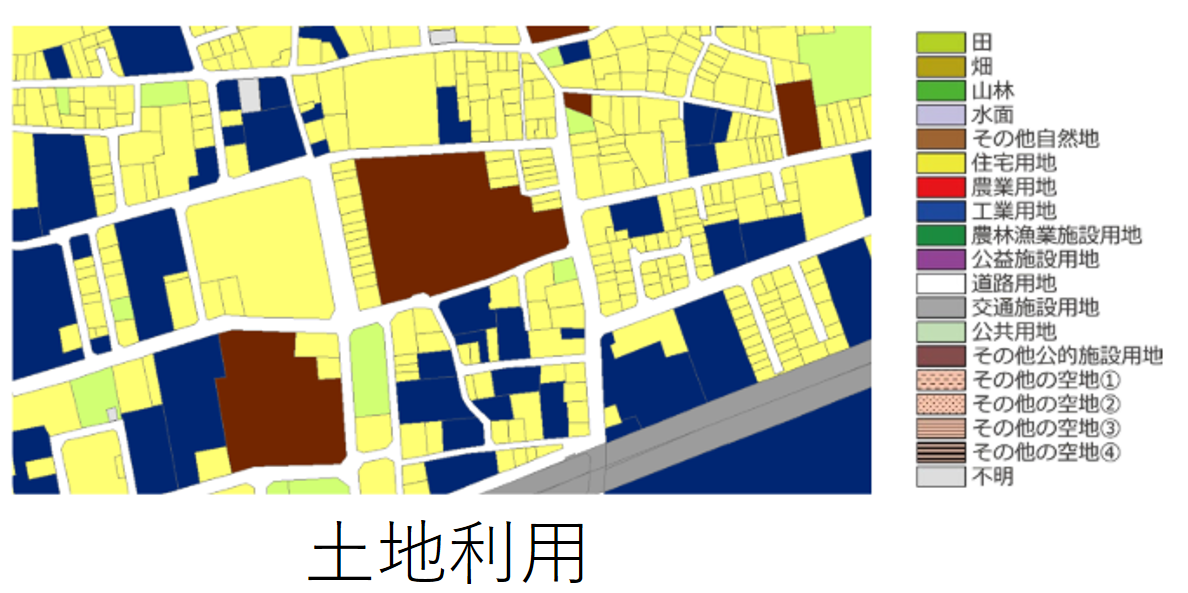 田
畑
山林
水面
その他自然地
住宅用地
農業用地
工業用地
農林漁業施設用地
公益施設用地
道路用地
交通施設用地
公共用地
その他公的施設用地
その他の空地①
その他の空地②
その他の空地③
その他の空地④
不明
土地利用